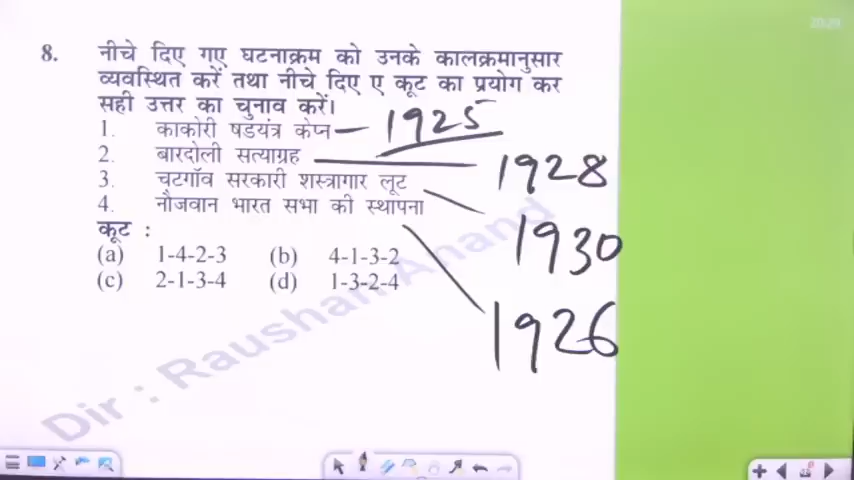 8. नीचे दिए गए घटनाक्रम को उनके कालक्रमानुसार
व्यवस्थित करें तथा नीचे दिए ए कूट का प्रयोग कर
सही उत्तर का चुनाव करें।
1. काकोरी षडयंत्र केप्न — 1925
2. बारदोली सत्याग्रह 1928
3. चटगाँव सरकारी शस्त्रागार लूट 1930
4. नौजवान भारत सभा की स्थापना 1926
कूट :
(a) 1-4-2-3 (b) 4-1-3-2
(c) 2-1-3-4 (d) 1-3-2-4
Dir : Raushan Anand